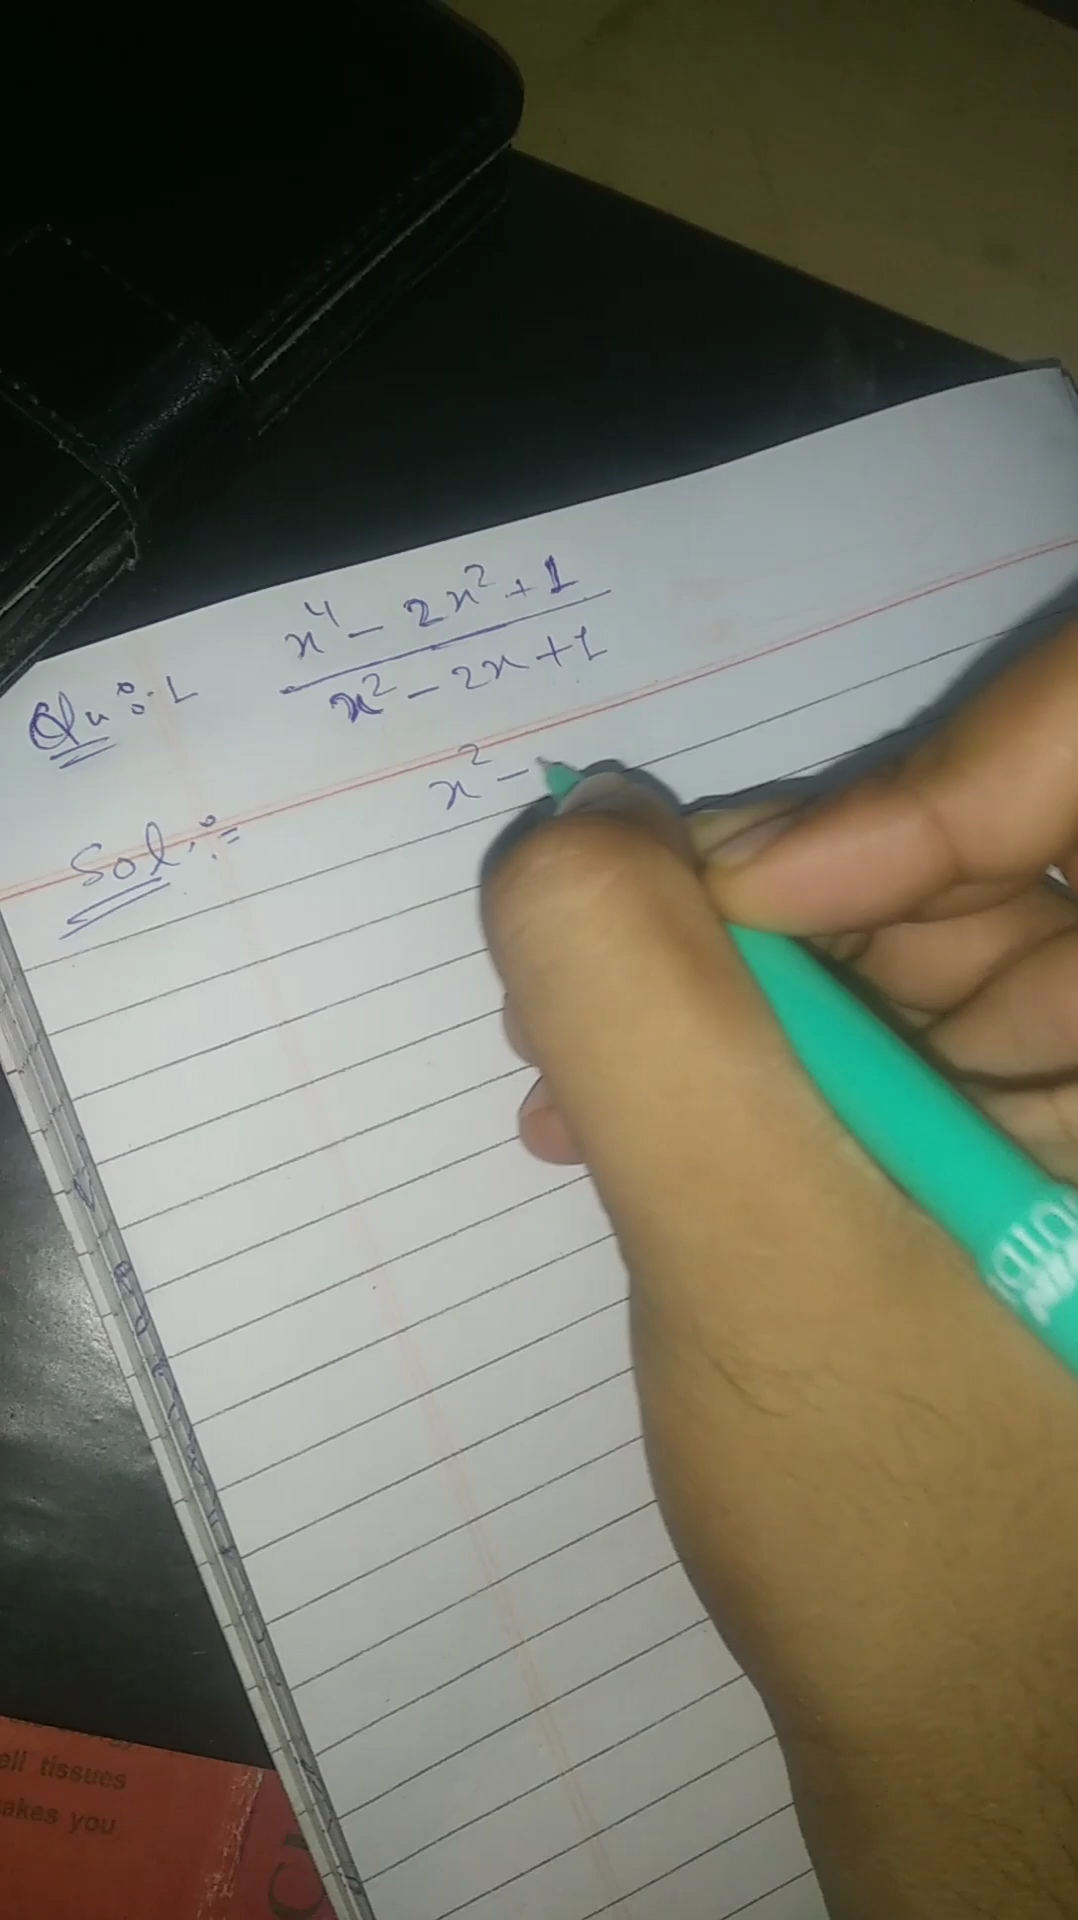 Qu:1 x⁴ - 2x² + 1
x² - 2x + 1
Sol:= x² -
ell tissues
akes you